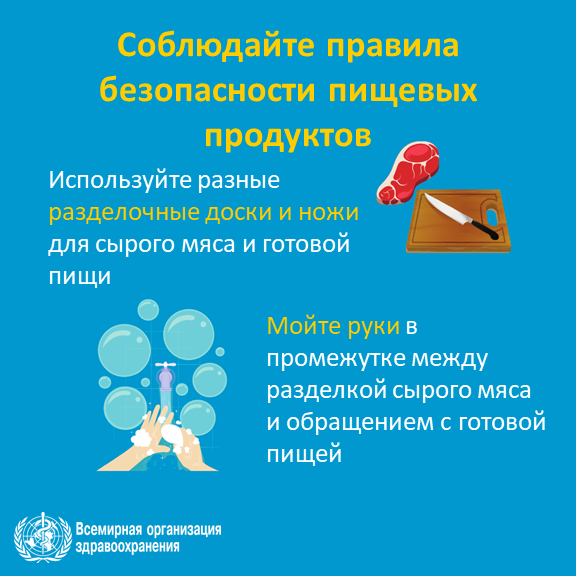 Соблюдайте правила
безопасности пищевых
продуктов
Используйте разные
разделочные доски и ножи
для сырого мяса и готовой
пищи
Мойте руки в
промежутке между
разделкой сырого мяса
и обращением с готовой
пищей
Всемирная организация
здравоохранения